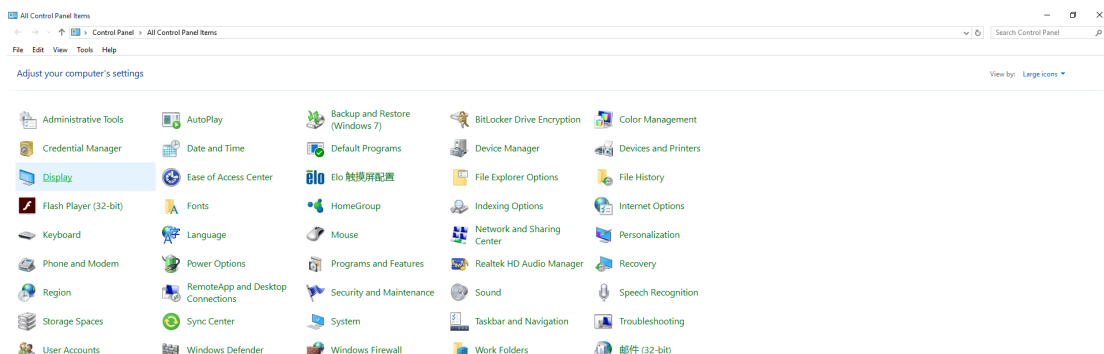 All Control Panel Items
Control Panel > All Control Panel Items
Search Control Panel
File Edit View Tools Help
Adjust your computer's settings
View by: Large icons
Administrative Tools
AutoPlay
Backup and Restore
(Windows 7)
BitLocker Drive Encryption
Color Management
Credential Manager
Date and Time
Default Programs
Device Manager
Devices and Printers
Display
Ease of Access Center
elo
Elo 触摸屏配置
File Explorer Options
File History
Flash Player (32-bit)
Fonts
HomeGroup
Indexing Options
Internet Options
Keyboard
Language
Mouse
Network and Sharing
Center
Personalization
Phone and Modem
Power Options
Programs and Features
Realtek HD Audio Manager
Recovery
Region
RemoteApp and Desktop
Connections
Security and Maintenance
Sound
Speech Recognition
Storage Spaces
Sync Center
System
Taskbar and Navigation
Troubleshooting
User Accounts
Windows Defender
Windows Firewall
Work Folders
邮件 (32-bit)